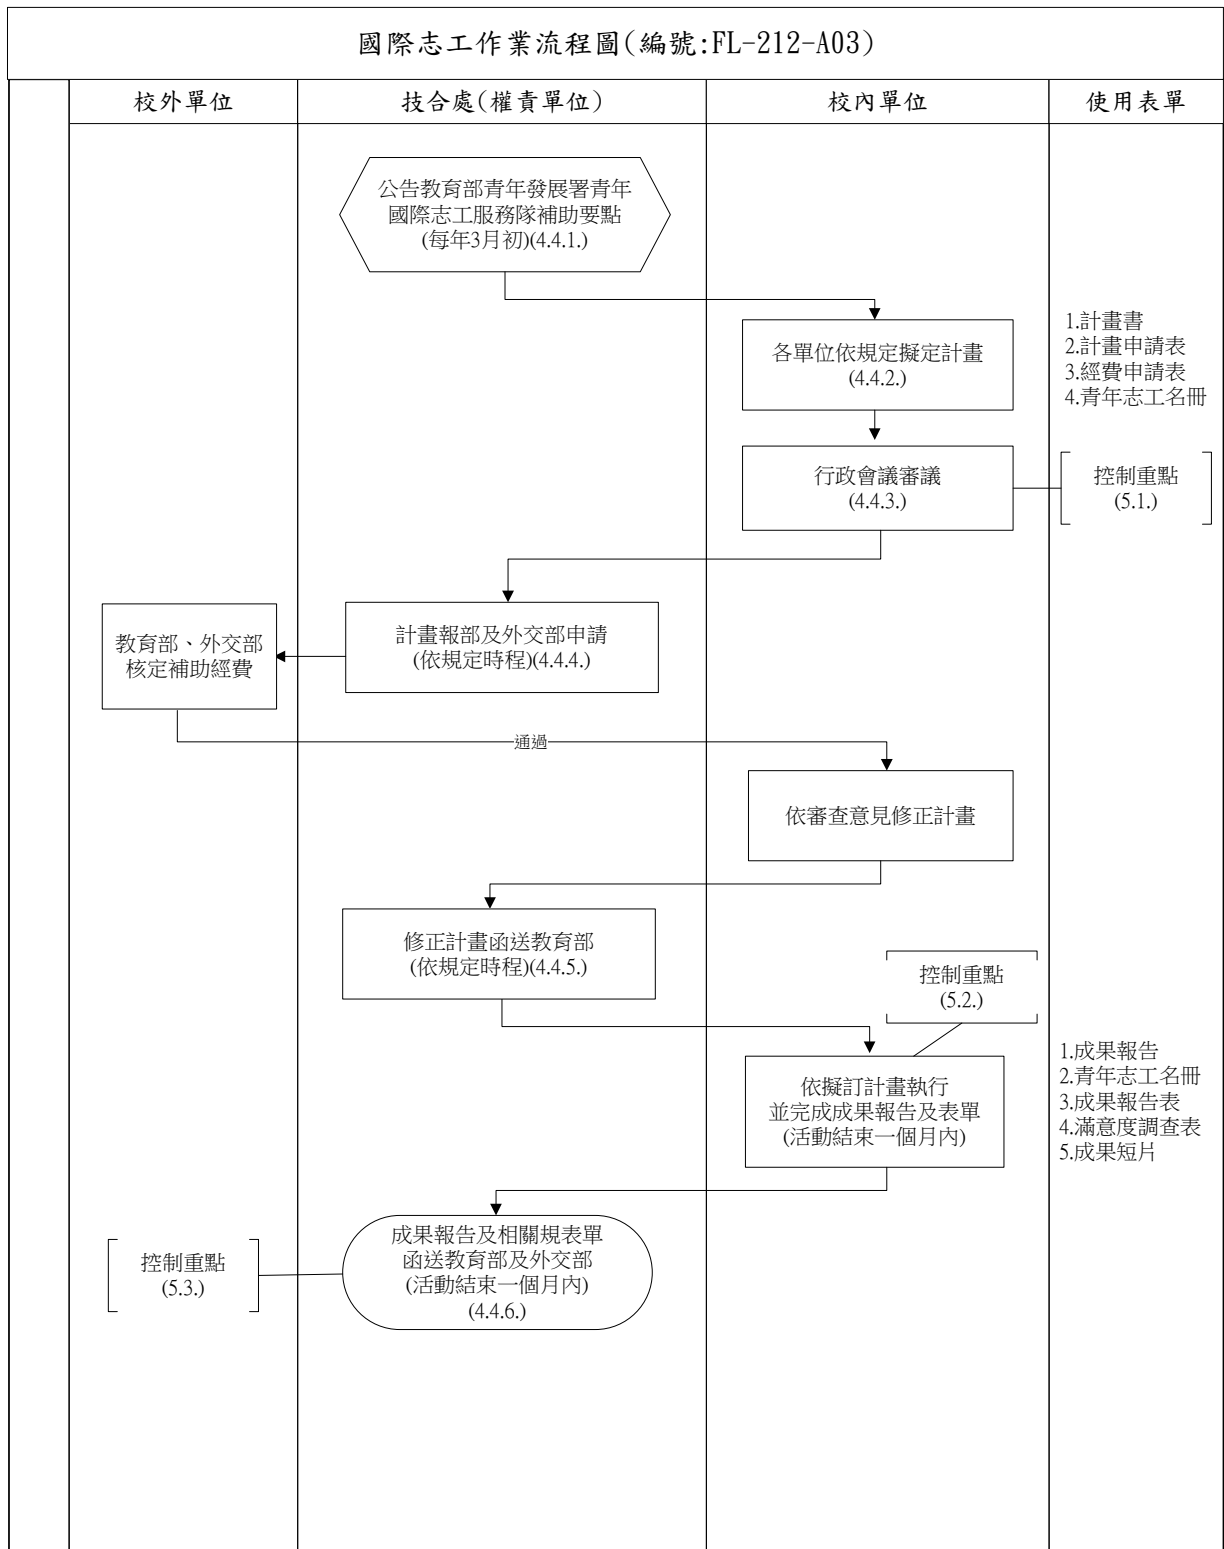 國際志工作業流程圖(編號:FL-212-A03)
校外單位
技合處(權責單位)
校內單位
使用表單
公告教育部青年發展署青年
國際志工服務隊補助要點
(每年3月初)(4.4.1.)
各單位依規定擬定計畫
(4.4.2.)
1.計畫書
2.計畫申請表
3.經費申請表
4.青年志工名冊
行政會議審議
(4.4.3.)
控制重點
(5.1.)
計畫報部及外交部申請
(依規定時程)(4.4.4.)
教育部、外交部
核定補助經費
通過
依審查意見修正計畫
修正計畫函送教育部
(依規定時程)(4.4.5.)
控制重點
(5.2.)
依擬訂計畫執行
並完成成果報告及表單
(活動結束一個月內)
1.成果報告
2.青年志工名冊
3.成果報告表
4.滿意度調查表
5.成果短片
成果報告及相關規表單
函送教育部及外交部
(活動結束一個月內)
(4.4.6.)
控制重點
(5.3.)